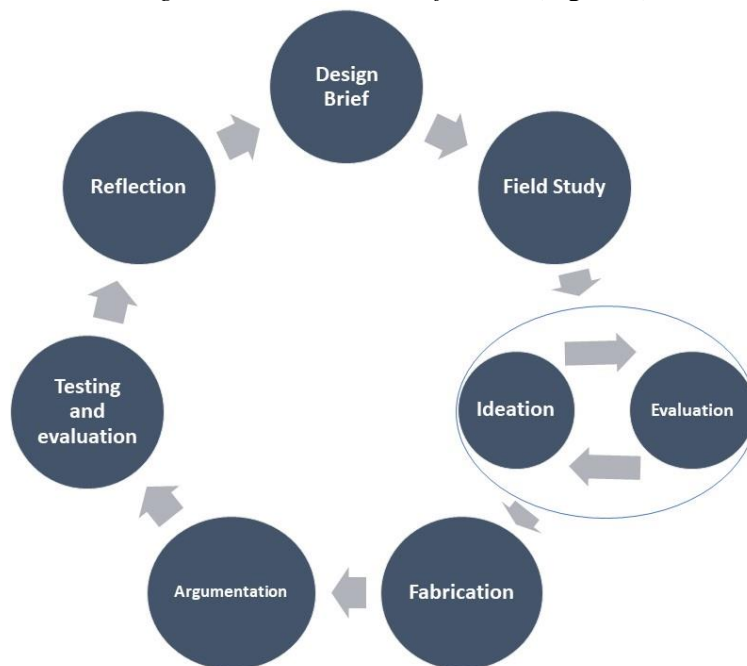 Design
Brief
Field Study
Ideation
Evaluation
Fabrication
Argumentation
Testing
and
evaluation
Reflection